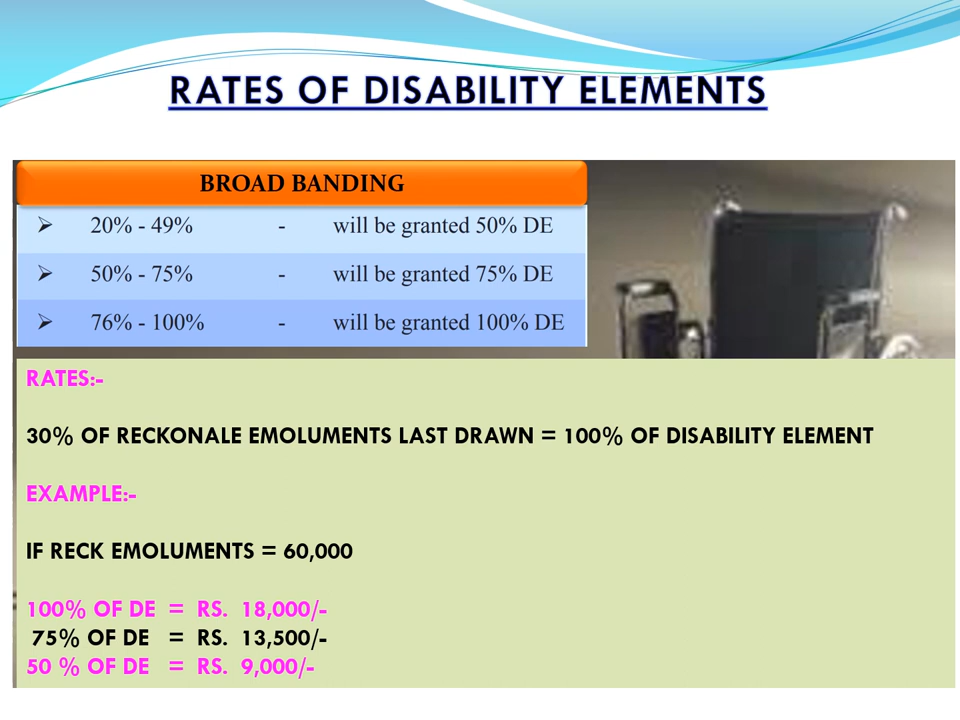 RATES OF DISABILITY ELEMENTS
BROAD BANDING
➢ 20% - 49% - will be granted 50% DE
➢ 50% - 75% - will be granted 75% DE
➢ 76% - 100% - will be granted 100% DE
RATES:-
30% OF RECKONALE EMOLUMENTS LAST DRAWN = 100% OF DISABILITY ELEMENT
EXAMPLE:-
IF RECK EMOLUMENTS = 60,000
100% OF DE = RS. 18,000/-
75% OF DE = RS. 13,500/-
50 % OF DE = RS. 9,000/-